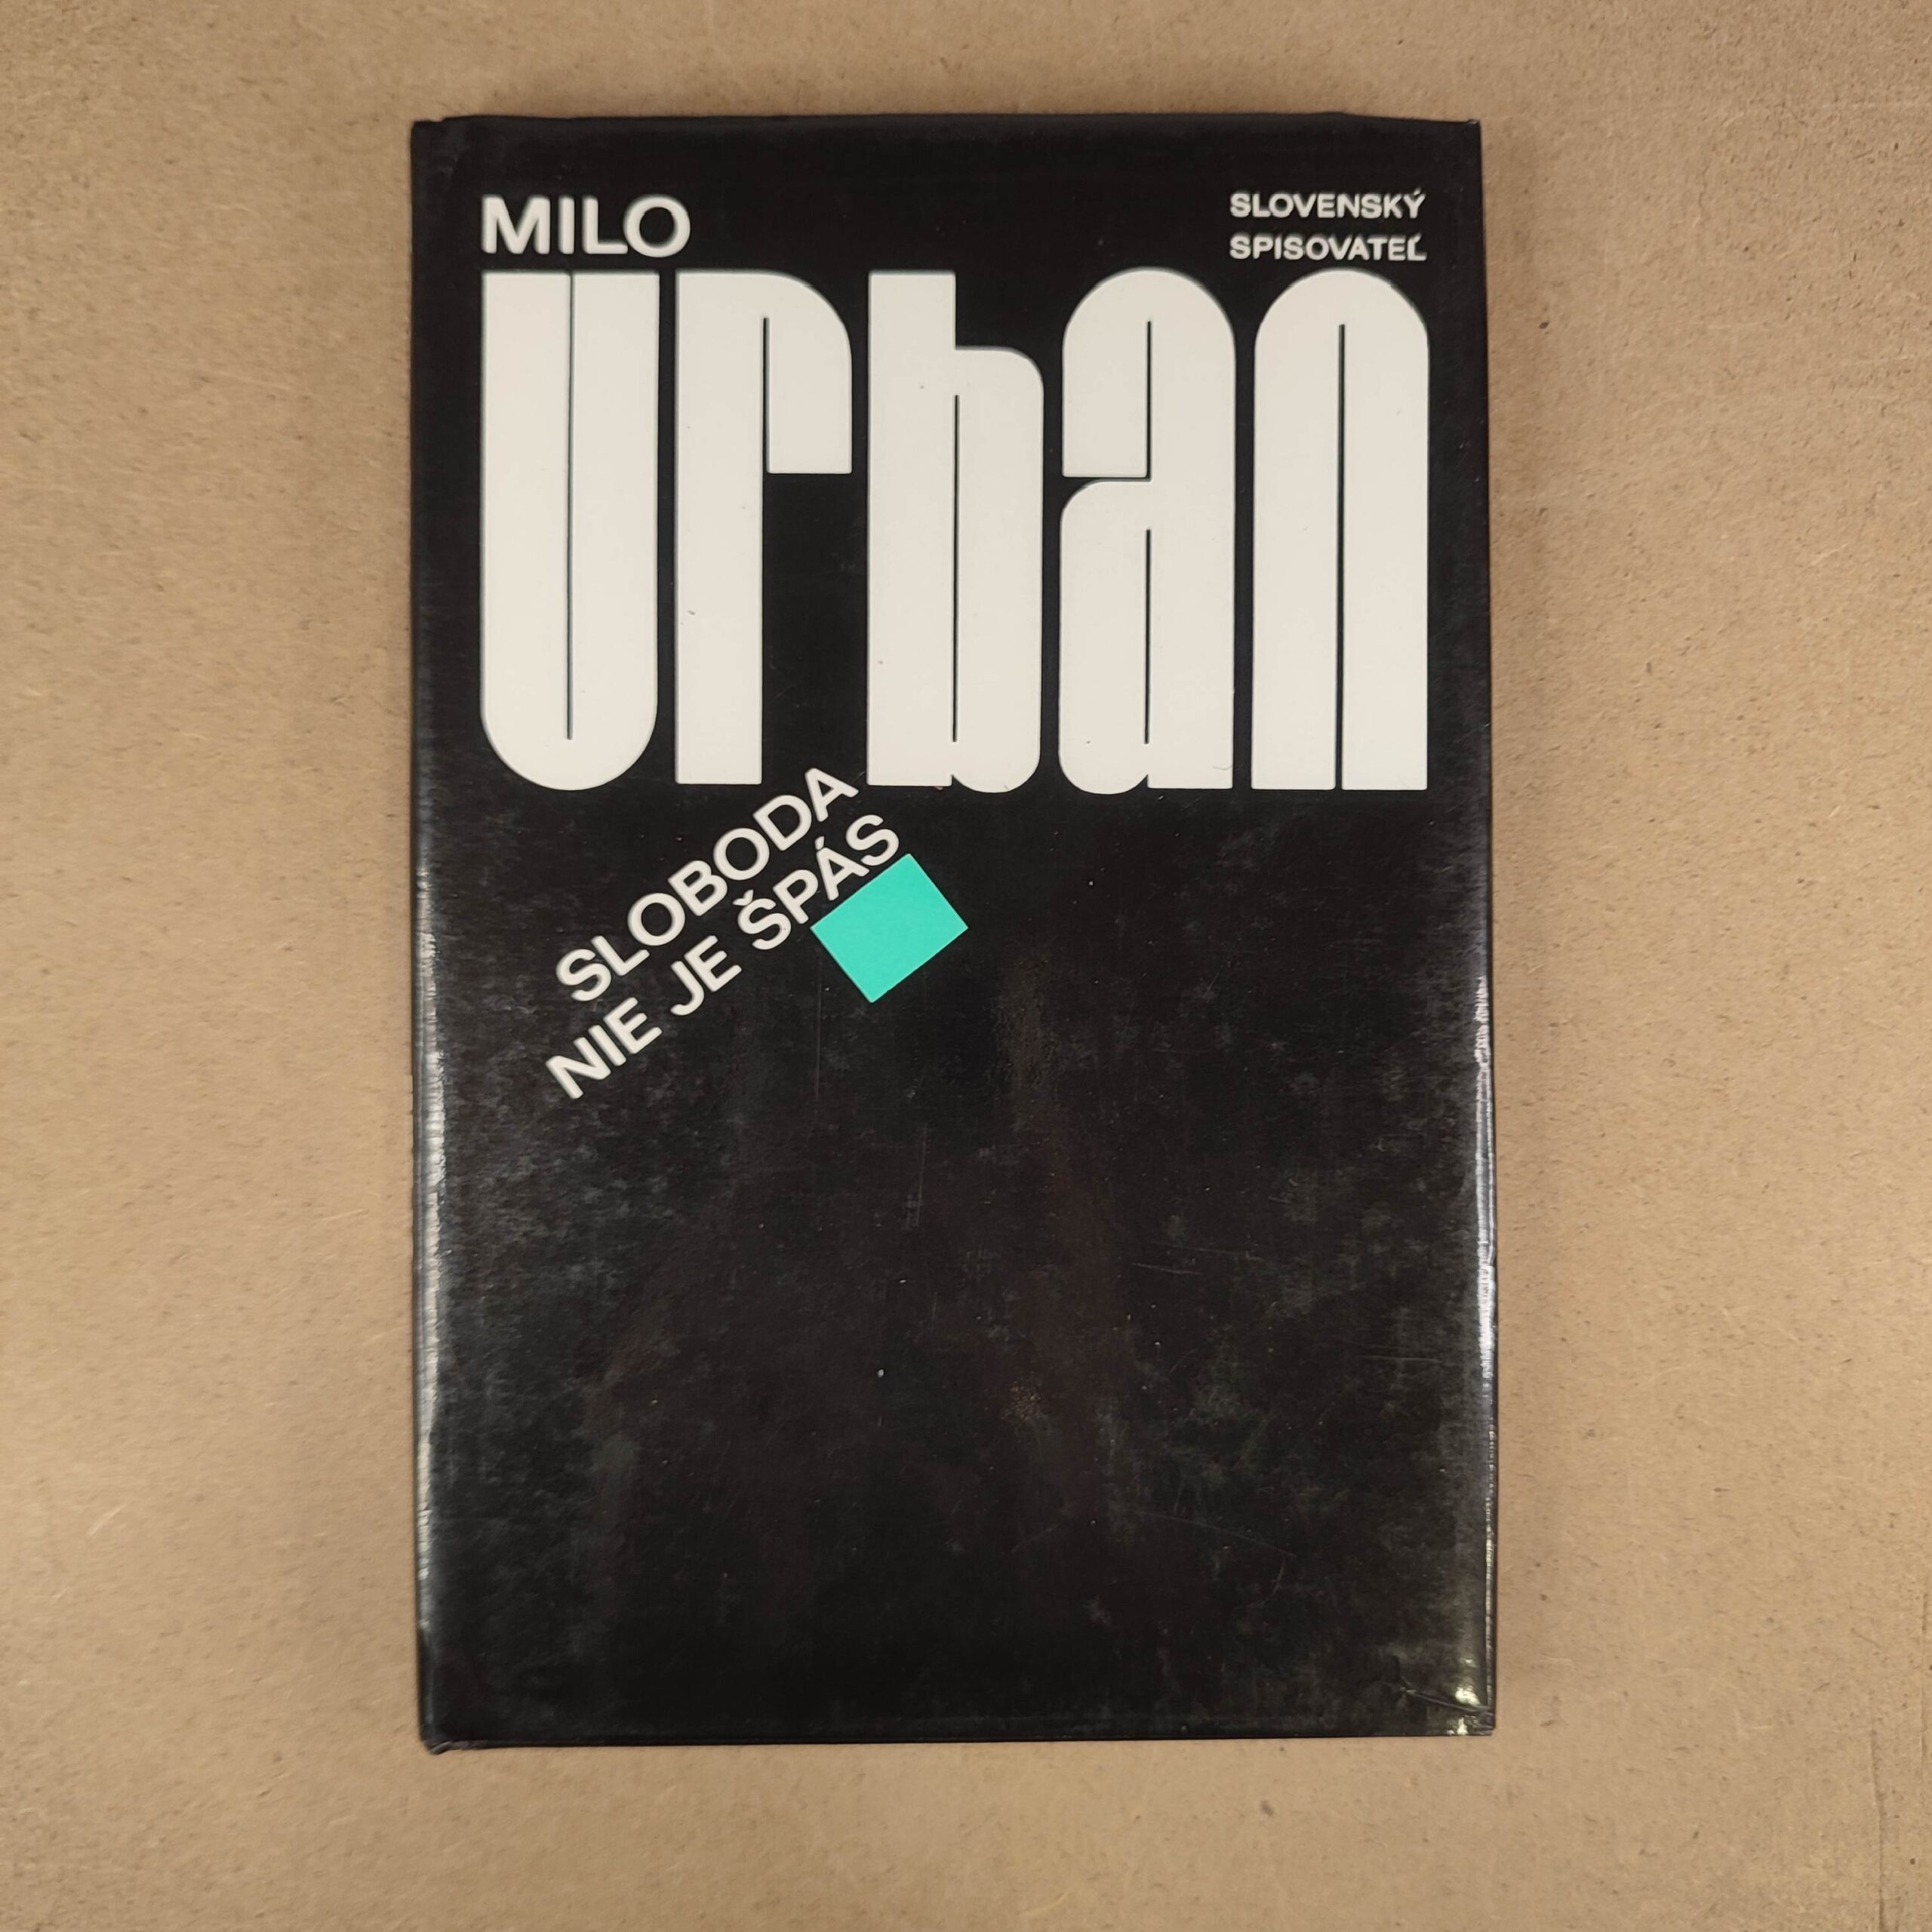 MILO
SLOVENSKÝ
SPISOVATEĽ
urban
SLOBODA
NIE JE ŠPÁS